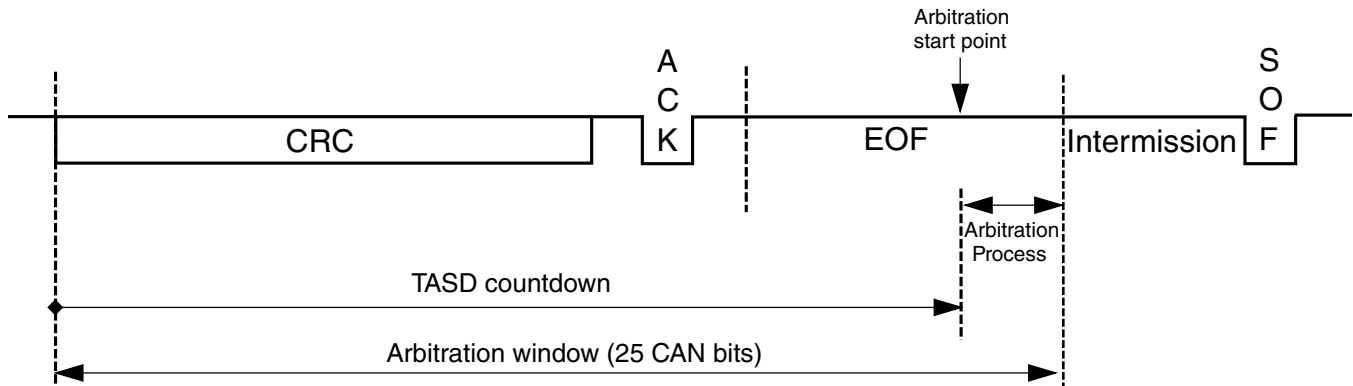 Arbitration
start point
A
C
K
S
O
F
CRC
EOF
Intermission
Arbitration
Process
TASD countdown
Arbitration window (25 CAN bits)